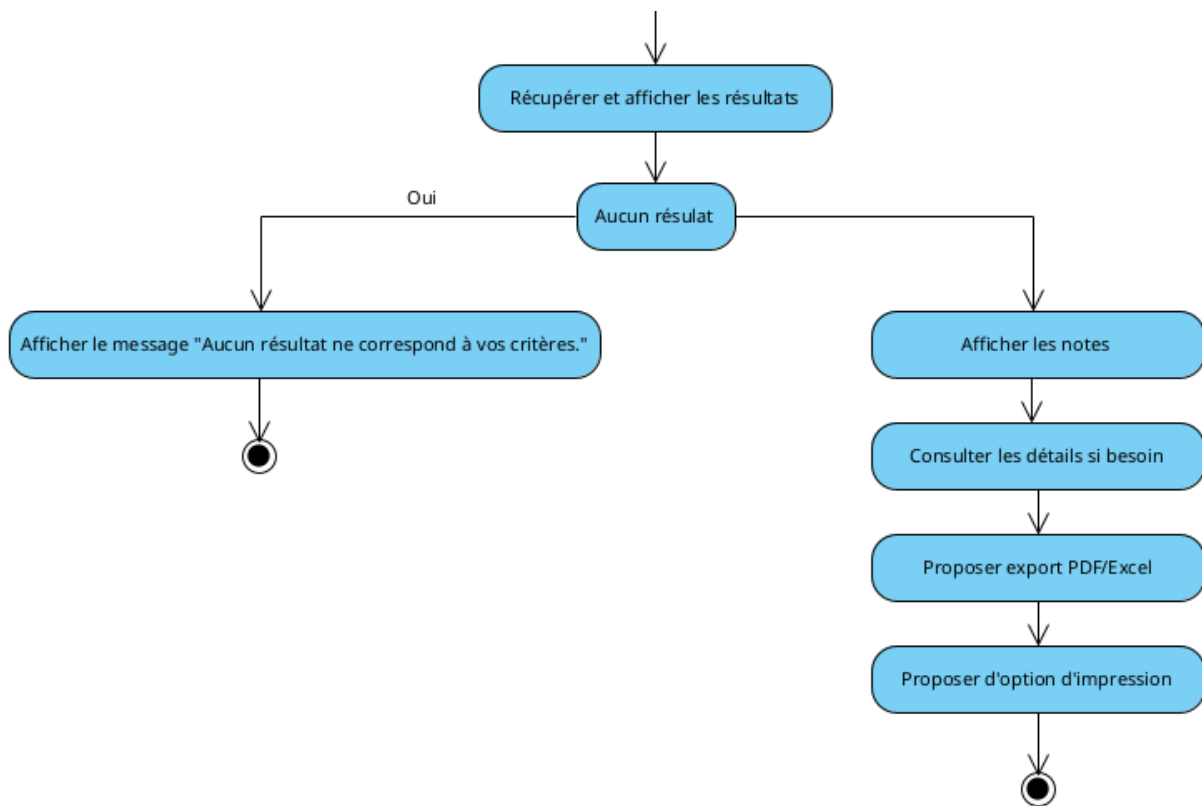 Récupérer et afficher les résultats
Oui
Aucun résulat
Afficher le message "Aucun résultat ne correspond à vos critères."
Afficher les notes
Consulter les détails si besoin
Proposer export PDF/Excel
Proposer d'option d'impression